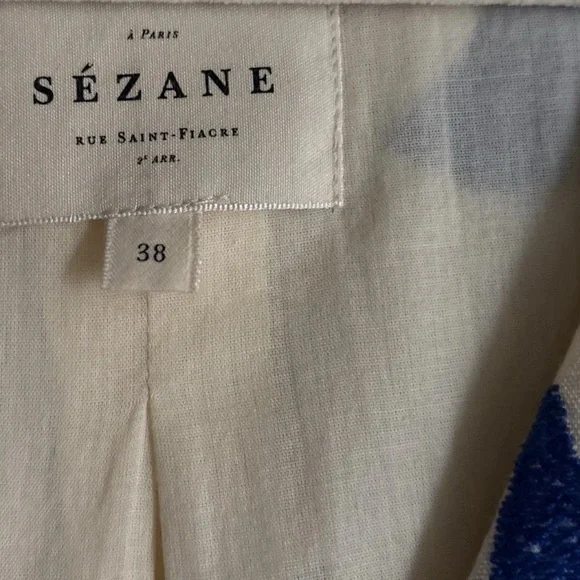 À PARIS
SÉZANE
RUE SAINT-FIACRE
2ᵉ ARR.
38